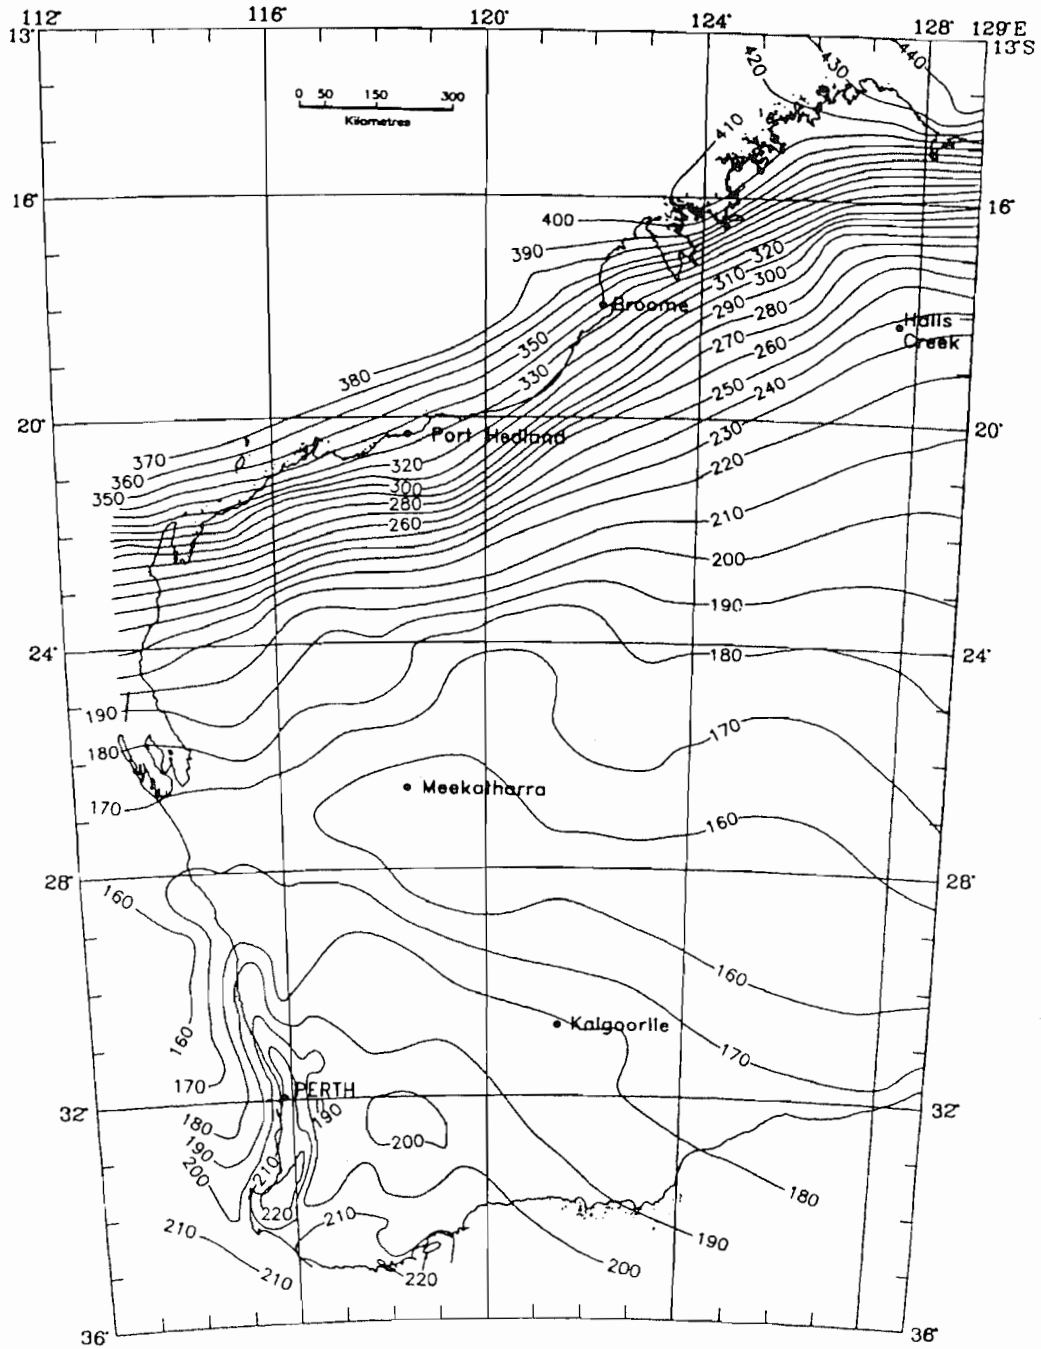 112° 116° 120° 124° 128° 129°E
13° 13°S
420 430 440
0 50 150 300
Kilometres
410
16° 16°
400
390
320
310 300
Broome 290 280
Halls
Creek
350 270 260
380 330 250 240
20° Port Hedland 230 20°
370 320 220
360 300
350 280
260 210
200
190
24° 180 24°
190
170
180
Meekatharra
170 160
28° 28°
160
160
Kalgoorlie
160
170
170
PERTH
32° 190 32°
180
190 200
200 210
180
220 210
210 190
210 220 200
36° 36°